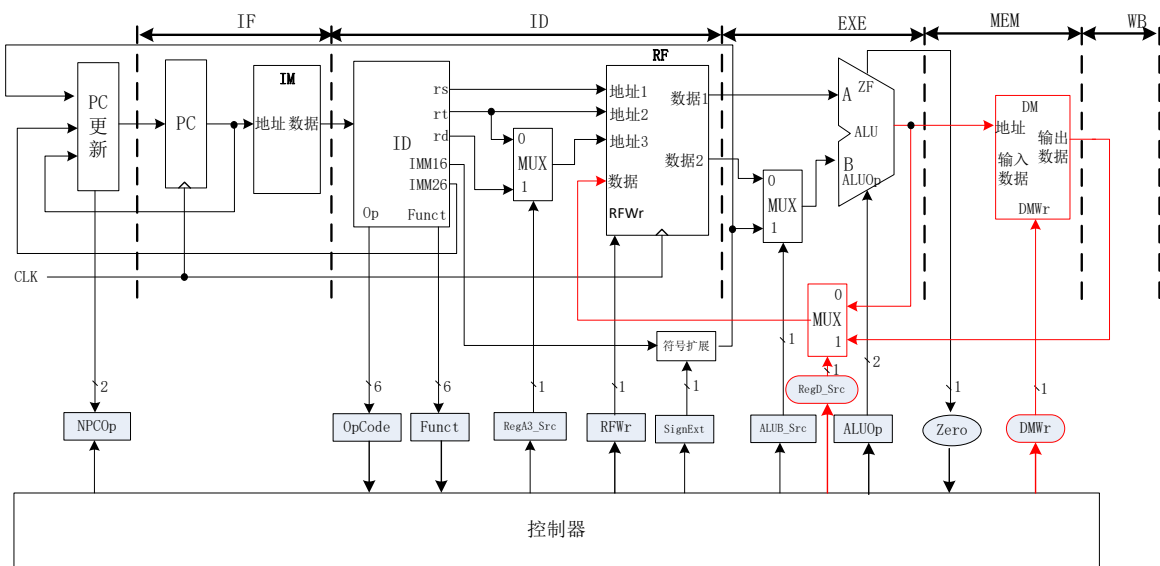 IF
ID
EXE
MEM
WB
PC
更
新
PC
IM
地址 数据
ID
rs
rt
rd
IMM16
IMM26
Op
Funct
0
MUX
1
RF
地址1
地址2
地址3
数据
RFWr
数据1
数据2
0
MUX
1
A
ZF
ALU
B
ALUOp
DM
地址
输出
数据
输入
数据
DMWr
CLK
0
MUX
1
符号扩展
2
6
6
1
1
1
1
1
2
1
1
NPCOp
OpCode
Funct
RegA3_Src
RFWr
SignExt
ALUB_Src
RegD_Src
ALUOp
Zero
DMWr
控制器